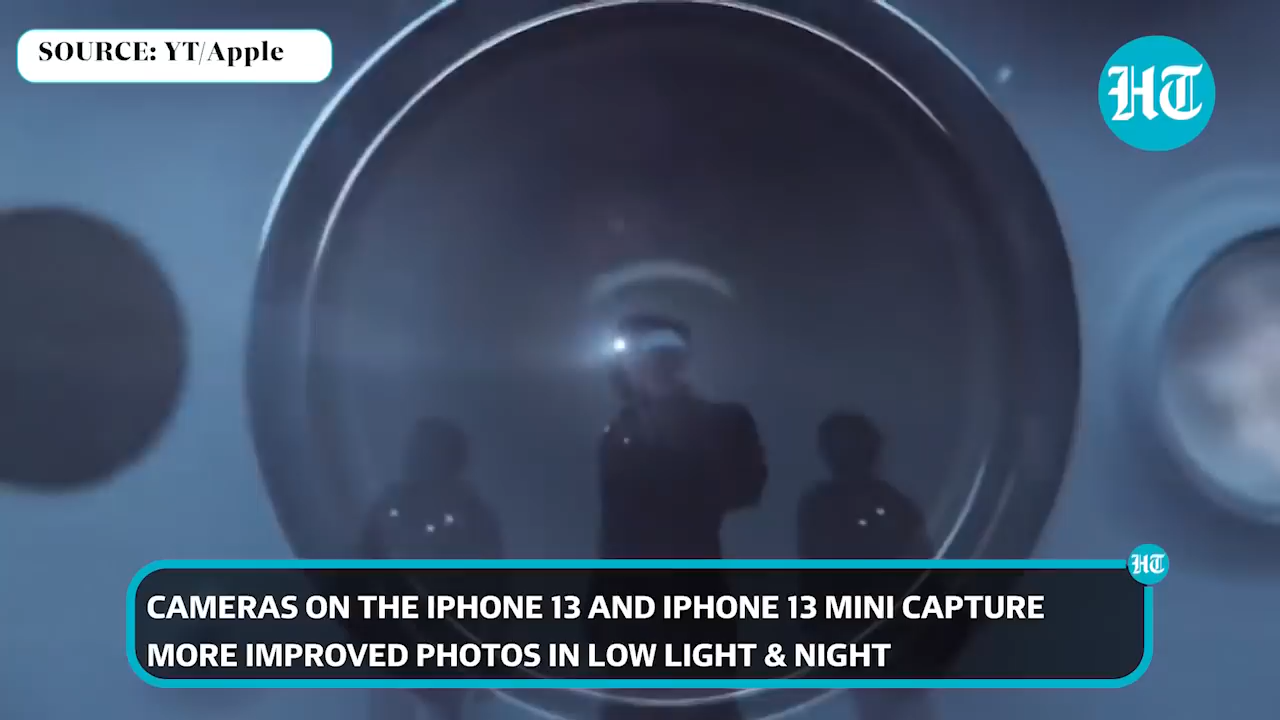 SOURCE: YT/Apple
HT
HT
CAMERAS ON THE IPHONE 13 AND IPHONE 13 MINI CAPTURE
MORE IMPROVED PHOTOS IN LOW LIGHT & NIGHT